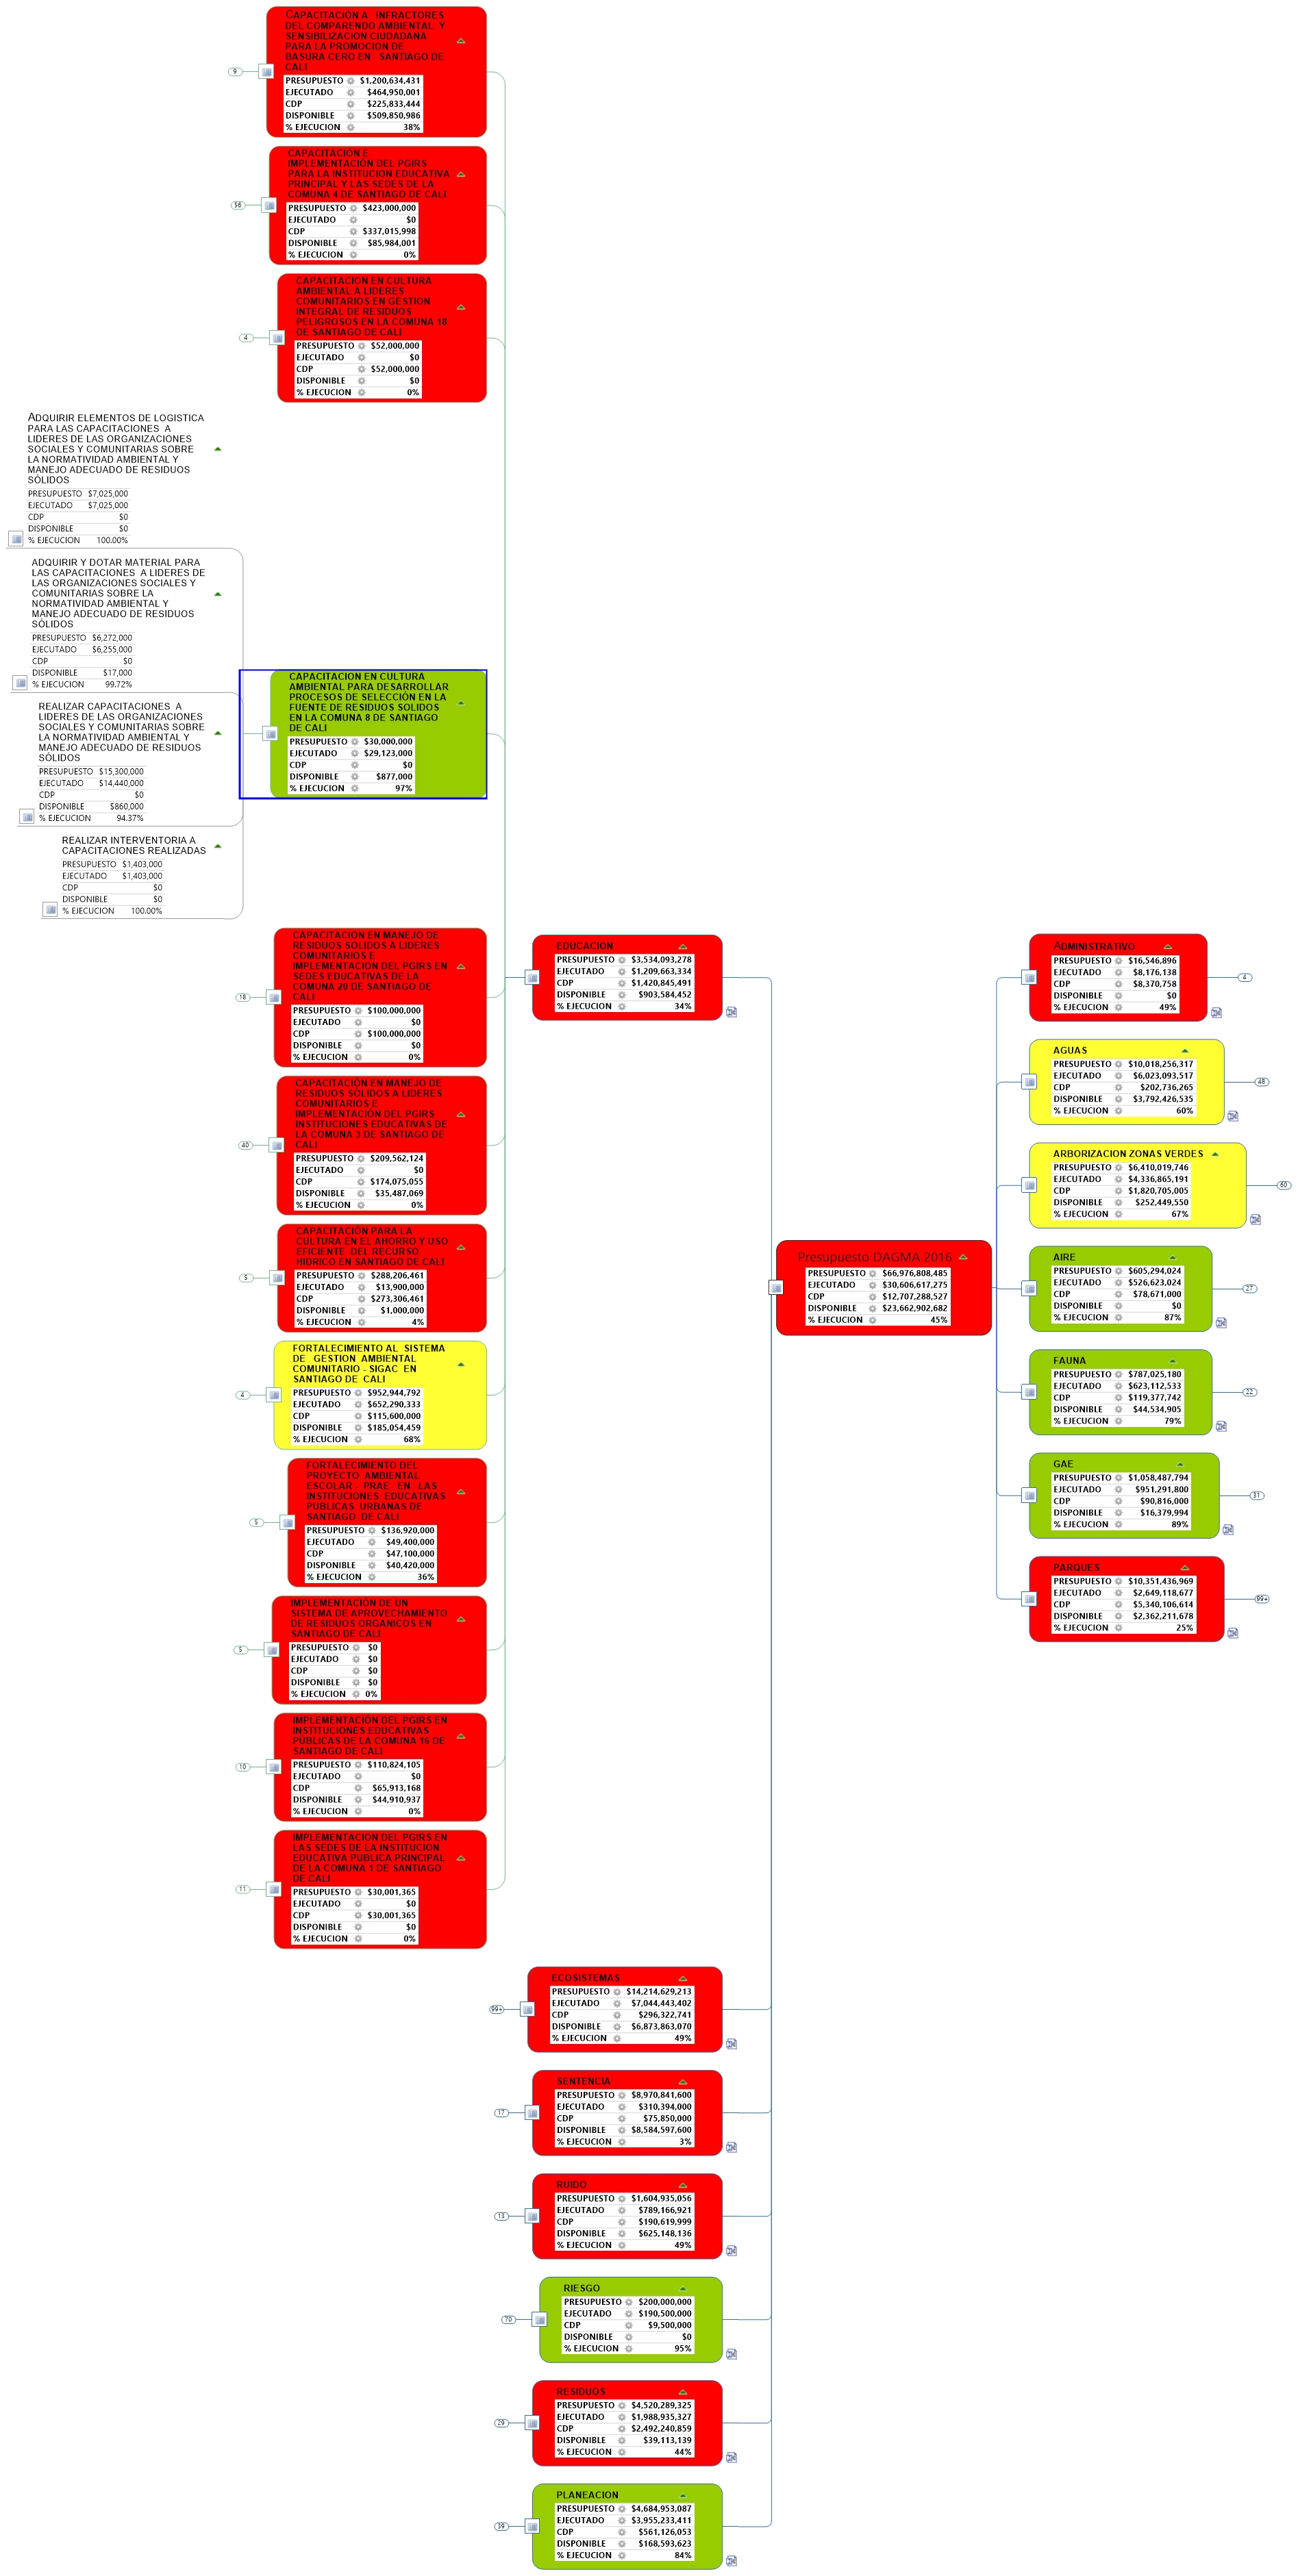 CAPACITACIÓN A INFRACTORES
DEL COMPARENDO AMBIENTAL Y
SENSIBILIZACION CIUDADANA
PARA LA PROMOCION DE
BASURA CERO EN SANTIAGO DE
CALI
PRESUPUESTO $1,200,634,431
EJECUTADO $464,950,001
CDP $225,833,444
DISPONIBLE $509,850,986
% EJECUCION 38%
9
CAPACITACIÓN E
IMPLEMENTACIÓN DEL PGIRS
PARA LA INSTITUCION EDUCATIVA
PRINCIPAL Y LAS SEDES DE LA
COMUNA 4 DE SANTIAGO DE CALI
PRESUPUESTO $423,000,000
EJECUTADO $0
CDP $337,015,998
DISPONIBLE $85,984,001
% EJECUCION 0%
56
CAPACITACION EN CULTURA
AMBIENTAL A LIDERES
COMUNITARIOS EN GESTION
INTEGRAL DE RESIDUOS
PELIGROSOS EN LA COMUNA 18
DE SANTIAGO DE CALI
PRESUPUESTO $52,000,000
EJECUTADO $0
CDP $52,000,000
DISPONIBLE $0
% EJECUCION 0%
4
ADQUIRIR ELEMENTOS DE LOGISTICA
PARA LAS CAPACITACIONES A
LIDERES DE LAS ORGANIZACIONES
SOCIALES Y COMUNITARIAS SOBRE
LA NORMATIVIDAD AMBIENTAL Y
MANEJO ADECUADO DE RESIDUOS
SÓLIDOS
PRESUPUESTO $7,025,000
EJECUTADO $7,025,000
CDP $0
DISPONIBLE $0
% EJECUCION 100.00%
ADQUIRIR Y DOTAR MATERIAL PARA
LAS CAPACITACIONES A LIDERES DE
LAS ORGANIZACIONES SOCIALES Y
COMUNITARIAS SOBRE LA
NORMATIVIDAD AMBIENTAL Y
MANEJO ADECUADO DE RESIDUOS
SÓLIDOS
PRESUPUESTO $6,272,000
EJECUTADO $6,255,000
CDP $0
DISPONIBLE $17,000
% EJECUCION 99.72%
REALIZAR CAPACITACIONES A
LIDERES DE LAS ORGANIZACIONES
SOCIALES Y COMUNITARIAS SOBRE
LA NORMATIVIDAD AMBIENTAL Y
MANEJO ADECUADO DE RESIDUOS
SÓLIDOS
PRESUPUESTO $15,300,000
EJECUTADO $14,440,000
CDP $0
DISPONIBLE $860,000
% EJECUCION 94.37%
REALIZAR INTERVENTORIA A
CAPACITACIONES REALIZADAS
PRESUPUESTO $1,403,000
EJECUTADO $1,403,000
CDP $0
DISPONIBLE $0
% EJECUCION 100.00%
CAPACITACION EN CULTURA
AMBIENTAL PARA DESARROLLAR
PROCESOS DE SELECCIÓN EN LA
FUENTE DE RESIDUOS SOLIDOS
EN LA COMUNA 8 DE SANTIAGO
DE CALI
PRESUPUESTO $30,000,000
EJECUTADO $29,123,000
CDP $0
DISPONIBLE $877,000
% EJECUCION 97%
CAPACITACION EN MANEJO DE
RESIDUOS SOLIDOS A LIDERES
COMUNITARIOS E
IMPLEMENTACION DEL PGIRS EN
SEDES EDUCATIVAS DE LA
COMUNA 20 DE SANTIAGO DE
CALI
PRESUPUESTO $100,000,000
EJECUTADO $0
CDP $100,000,000
DISPONIBLE $0
% EJECUCION 0%
18
CAPACITACIÓN EN MANEJO DE
RESIDUOS SÓLIDOS A LIDERES
COMUNITARIOS E
IMPLEMENTACIÓN DEL PGIRS
INSTITUCIONES EDUCATIVAS DE
LA COMUNA 3 DE SANTIAGO DE
CALI
PRESUPUESTO $209,562,124
EJECUTADO $0
CDP $174,075,055
DISPONIBLE $35,487,069
% EJECUCION 0%
40
CAPACITACIÓN PARA LA
CULTURA EN EL AHORRO Y USO
EFICIENTE DEL RECURSO
HIDRICO EN SANTIAGO DE CALI
PRESUPUESTO $288,206,461
EJECUTADO $13,900,000
CDP $273,306,461
DISPONIBLE $1,000,000
% EJECUCION 4%
5
FORTALECIMIENTO AL SISTEMA
DE GESTION AMBIENTAL
COMUNITARIO - SIGAC EN
SANTIAGO DE CALI
PRESUPUESTO $952,944,792
EJECUTADO $652,290,333
CDP $115,600,000
DISPONIBLE $185,054,459
% EJECUCION 68%
4
FORTALECIMIENTO DEL
PROYECTO AMBIENTAL
ESCOLAR - PRAE EN LAS
INSTITUCIONES EDUCATIVAS
PUBLICAS URBANAS DE
SANTIAGO DE CALI
PRESUPUESTO $136,920,000
EJECUTADO $49,400,000
CDP $47,100,000
DISPONIBLE $40,420,000
% EJECUCION 36%
5
IMPLEMENTACIÓN DE UN
SISTEMA DE APROVECHAMIENTO
DE RESIDUOS ORGANICOS EN
SANTIAGO DE CALI
PRESUPUESTO $0
EJECUTADO $0
CDP $0
DISPONIBLE $0
% EJECUCION 0%
5
IMPLEMENTACIÓN DEL PGIRS EN
INSTITUCIONES EDUCATIVAS
PÚBLICAS DE LA COMUNA 16 DE
SANTIAGO DE CALI
PRESUPUESTO $110,824,105
EJECUTADO $0
CDP $65,913,168
DISPONIBLE $44,910,937
% EJECUCION 0%
10
IMPLEMENTACION DEL PGIRS EN
LAS SEDES DE LA INSTITUCION
EDUCATIVA PUBLICA PRINCIPAL
DE LA COMUNA 1 DE SANTIAGO
DE CALI
PRESUPUESTO $30,001,365
EJECUTADO $0
CDP $30,001,365
DISPONIBLE $0
% EJECUCION 0%
11
EDUCACION
PRESUPUESTO $3,534,093,278
EJECUTADO $1,209,663,334
CDP $1,420,845,491
DISPONIBLE $903,584,452
% EJECUCION 34%
ECOSISTEMAS
PRESUPUESTO $14,214,629,213
EJECUTADO $7,044,443,402
CDP $296,322,741
DISPONIBLE $6,873,863,070
% EJECUCION 49%
99+
SENTENCIA
PRESUPUESTO $8,970,841,600
EJECUTADO $310,394,000
CDP $75,850,000
DISPONIBLE $8,584,597,600
% EJECUCION 3%
17
RUIDO
PRESUPUESTO $1,604,935,056
EJECUTADO $789,166,921
CDP $190,619,999
DISPONIBLE $625,148,136
% EJECUCION 49%
13
RIESGO
PRESUPUESTO $200,000,000
EJECUTADO $190,500,000
CDP $9,500,000
DISPONIBLE $0
% EJECUCION 95%
70
RESIDUOS
PRESUPUESTO $4,520,289,325
EJECUTADO $1,988,935,327
CDP $2,492,240,859
DISPONIBLE $39,113,139
% EJECUCION 44%
29
PLANEACION
PRESUPUESTO $4,684,953,087
EJECUTADO $3,955,233,411
CDP $561,126,053
DISPONIBLE $168,593,623
% EJECUCION 84%
39
Presupuesto DAGMA 2016
PRESUPUESTO $66,976,808,485
EJECUTADO $30,606,617,275
CDP $12,707,288,527
DISPONIBLE $23,662,902,682
% EJECUCION 45%
ADMINISTRATIVO
PRESUPUESTO $16,546,896
EJECUTADO $8,176,138
CDP $8,370,758
DISPONIBLE $0
% EJECUCION 49%
4
AGUAS
PRESUPUESTO $10,018,256,317
EJECUTADO $6,023,093,517
CDP $202,736,265
DISPONIBLE $3,792,426,535
% EJECUCION 60%
48
ARBORIZACION ZONAS VERDES
PRESUPUESTO $6,410,019,746
EJECUTADO $4,336,865,191
CDP $1,820,705,005
DISPONIBLE $252,449,550
% EJECUCION 67%
60
AIRE
PRESUPUESTO $605,294,024
EJECUTADO $526,623,024
CDP $78,671,000
DISPONIBLE $0
% EJECUCION 87%
27
FAUNA
PRESUPUESTO $787,025,180
EJECUTADO $623,112,533
CDP $119,377,742
DISPONIBLE $44,534,905
% EJECUCION 79%
22
GAE
PRESUPUESTO $1,058,487,794
EJECUTADO $951,291,800
CDP $90,816,000
DISPONIBLE $16,379,994
% EJECUCION 89%
31
PARQUES
PRESUPUESTO $10,351,436,969
EJECUTADO $2,649,118,677
CDP $5,340,106,614
DISPONIBLE $2,362,211,678
% EJECUCION 25%
99+